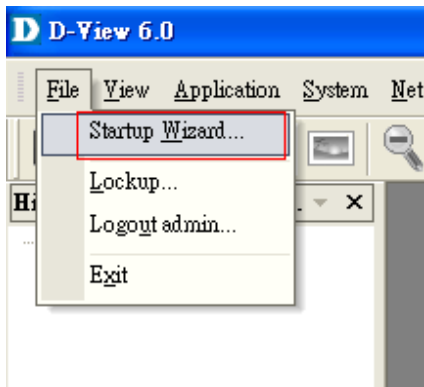 D D-View 6.0
File View Application System Net
Startup Wizard...
Lockup...
Hi
Logout admin...
Exit